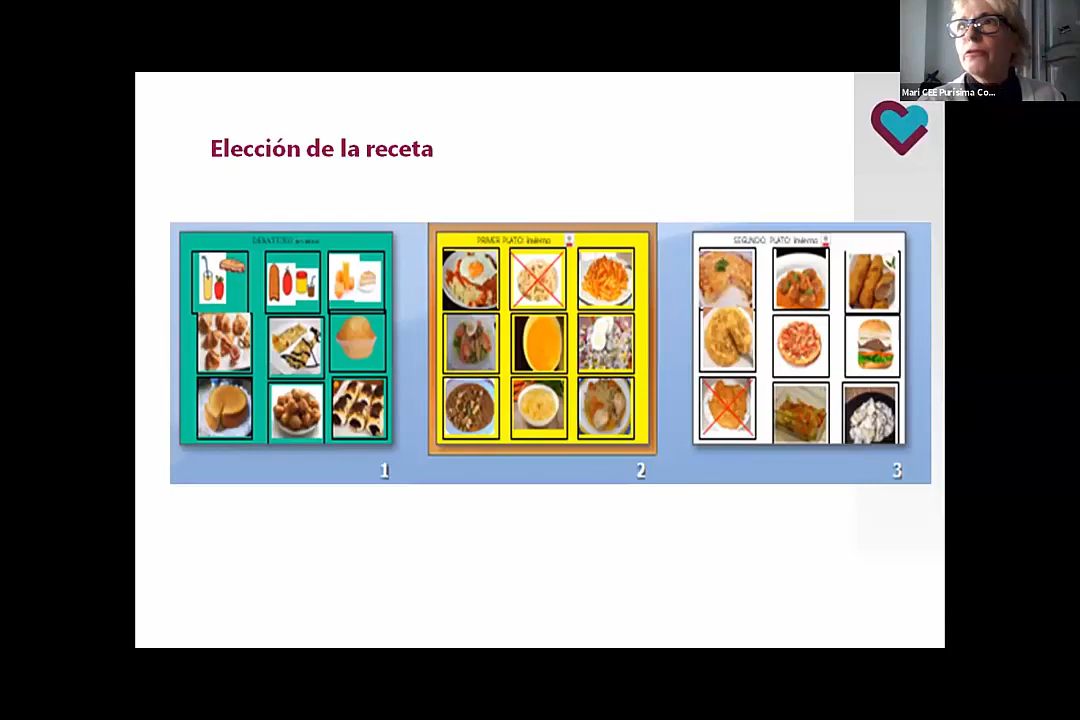 Mari CEE Purísima Co...
Elección de la receta
DESAYUNO
PRIMER PLATO: Invierno
SEGUNDO PLATO: Invierno
1
2
3